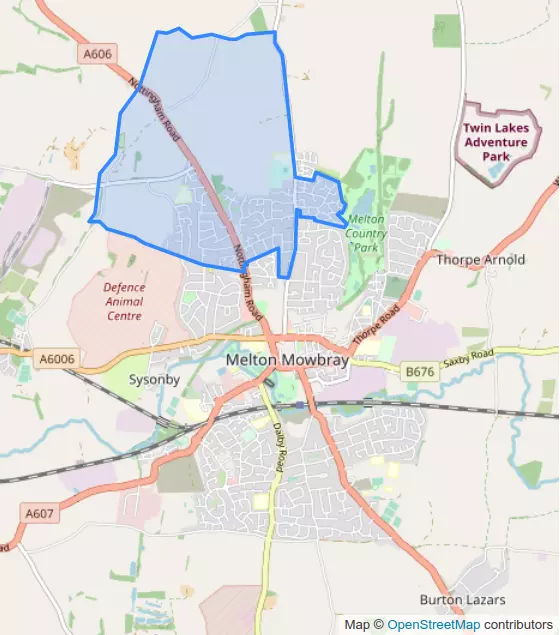 A606
Nottingham Road
Twin Lakes
Adventure
Park
Melton
Country
Park
Thorpe Arnold
Nottingham Road
Defence
Animal
Centre
Thorpe Road
A6006
Melton Mowbray
Saxby Road
B676
Sysonby
Dalby Road
A607
ad
Burton Lazars
Map © OpenStreetMap contributors